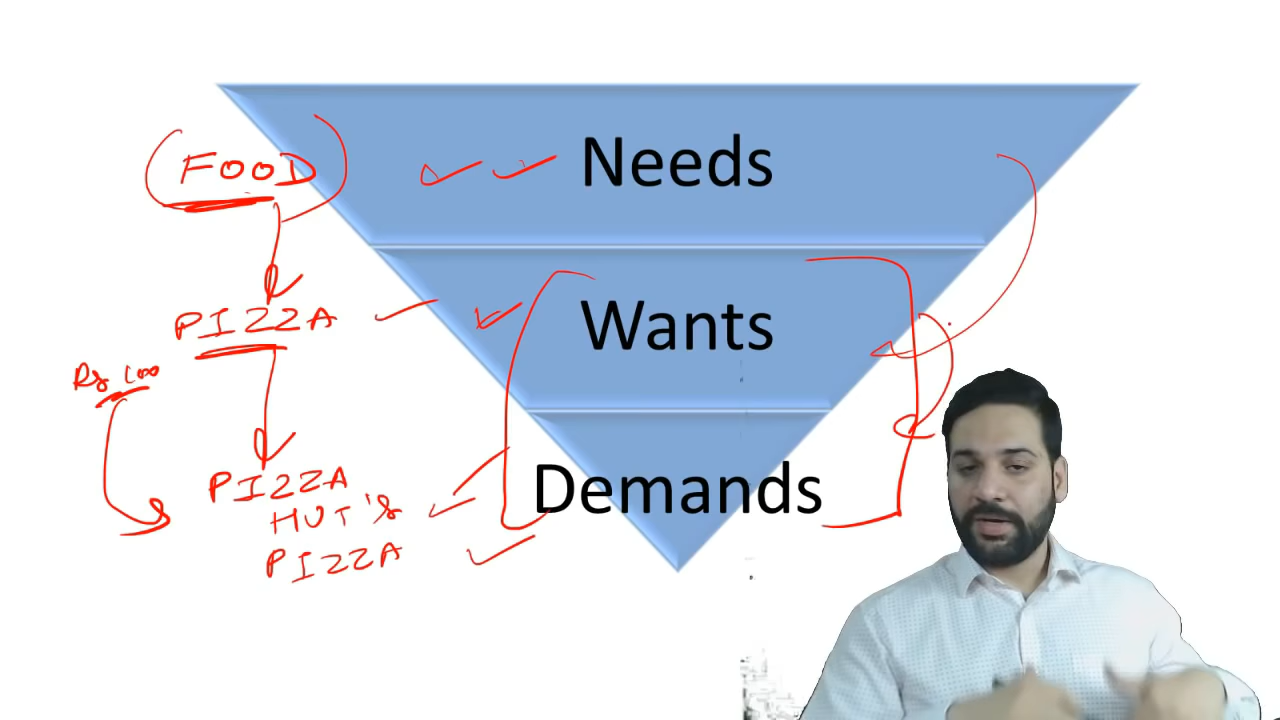 Needs
FOOD
Wants
PIZZA
Rs 100
Demands
PIZZA
HUT's
PIZZA